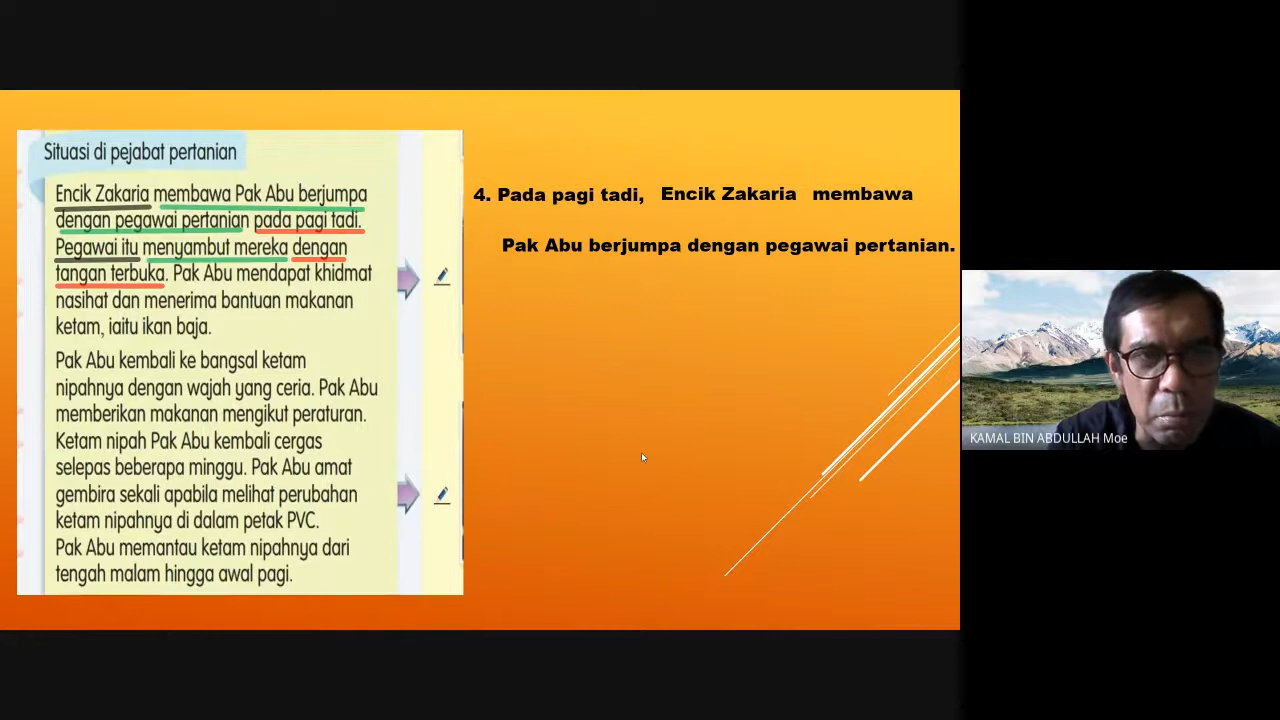 Situasi di pejabat pertanian
Encik Zakaria membawa Pak Abu berjumpa
dengan pegawai pertanian pada pagi tadi.
Pegawai itu menyambut mereka dengan
tangan terbuka. Pak Abu mendapat khidmat
nasihat dan menerima bantuan makanan
ketam, iaitu ikan baja.
Pak Abu kembali ke bangsal ketam
nipahnya dengan wajah yang ceria. Pak Abu
memberikan makanan mengikut peraturan.
Ketam nipah Pak Abu kembali cergas
selepas beberapa minggu. Pak Abu amat
gembira sekali apabila melihat perubahan
ketam nipahnya di dalam petak PVC.
Pak Abu memantau ketam nipahnya dari
tengah malam hingga awal pagi.
4. Pada pagi tadi, Encik Zakaria membawa
Pak Abu berjumpa dengan pegawai pertanian.
KAMAL BIN ABDULLAH Moe